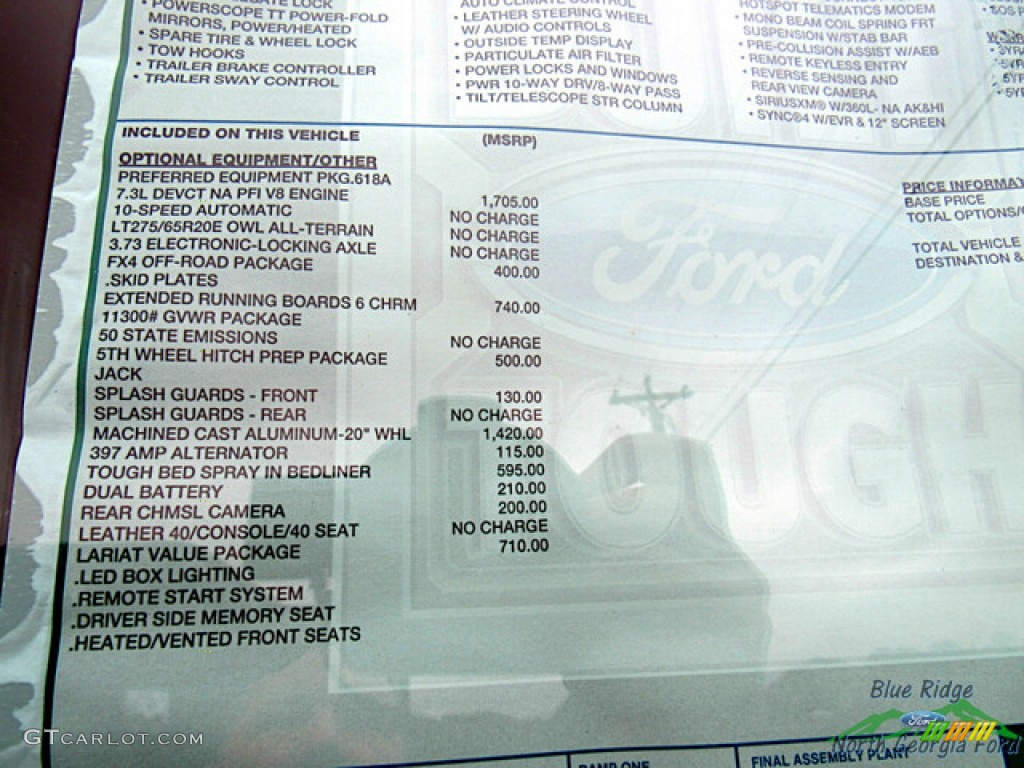 POWERSCOPE TT POWER-FOLD
MIRRORS, POWER/HEATED
• SPARE TIRE & WHEEL LOCK
• TOW HOOKS
• TRAILER BRAKE CONTROLLER
• TRAILER SWAY CONTROL
AUTO CLIMATE CONTROL
• LEATHER STEERING WHEEL
W/ AUDIO CONTROLS
• OUTSIDE TEMP DISPLAY
• PARTICULATE AIR FILTER
• POWER LOCKS AND WINDOWS
• PWR 10-WAY DRV/8-WAY PASS
• TILT/TELESCOPE STR COLUMN
HOTSPOT TELEMATICS MODEM
• MONO BEAM COIL SPRING FRT
SUSPENSION W/STAB BAR
• PRE-COLLISION ASSIST W/AEB
• REMOTE KEYLESS ENTRY
• REVERSE SENSING AND
REAR VIEW CAMERA
• SIRIUSXM® W/360L- NA AK&HI
• SYNC®4 W/EVR & 12" SCREEN
INCLUDED ON THIS VEHICLE (MSRP)
OPTIONAL EQUIPMENT/OTHER
PREFERRED EQUIPMENT PKG.618A
7.3L DEVCT NA PFI V8 ENGINE 1,705.00
10-SPEED AUTOMATIC NO CHARGE
LT275/65R20E OWL ALL-TERRAIN NO CHARGE
3.73 ELECTRONIC-LOCKING AXLE NO CHARGE
FX4 OFF-ROAD PACKAGE 400.00
.SKID PLATES
EXTENDED RUNNING BOARDS 6 CHRM 740.00
11300# GVWR PACKAGE
50 STATE EMISSIONS NO CHARGE
5TH WHEEL HITCH PREP PACKAGE 500.00
JACK
SPLASH GUARDS - FRONT 130.00
SPLASH GUARDS - REAR NO CHARGE
MACHINED CAST ALUMINUM-20" WHL 1,420.00
397 AMP ALTERNATOR 115.00
TOUGH BED SPRAY IN BEDLINER 595.00
DUAL BATTERY 210.00
REAR CHMSL CAMERA 200.00
LEATHER 40/CONSOLE/40 SEAT NO CHARGE
LARIAT VALUE PACKAGE 710.00
.LED BOX LIGHTING
.REMOTE START SYSTEM
.DRIVER SIDE MEMORY SEAT
.HEATED/VENTED FRONT SEATS
PRICE
BASE PRICE
TOTAL
TOTAL VEHICLE
DESTINATION &
Ford
TOUGH
RAMP ONE
FINAL ASSEMBLY PLANT
GTCARLOT.COM
Blue Ridge
Ford
North Georgia Ford